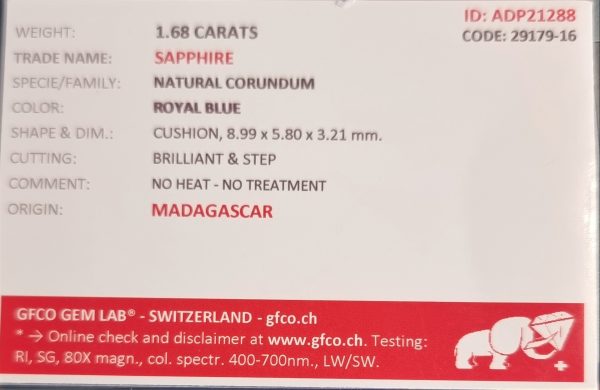 ID: ADP21288
CODE: 29179-16
WEIGHT: 1.68 CARATS
TRADE NAME: SAPPHIRE
SPECIE/FAMILY: NATURAL CORUNDUM
COLOR: ROYAL BLUE
SHAPE & DIM.: CUSHION, 8.99 x 5.80 x 3.21 mm.
CUTTING: BRILLIANT & STEP
COMMENT: NO HEAT - NO TREATMENT
ORIGIN: MADAGASCAR
GFCO GEM LAB® - SWITZERLAND - gfco.ch
* → Online check and disclaimer at www.gfco.ch. Testing:
RI, SG, 80X magn., col. spectr. 400-700nm., LW/SW.